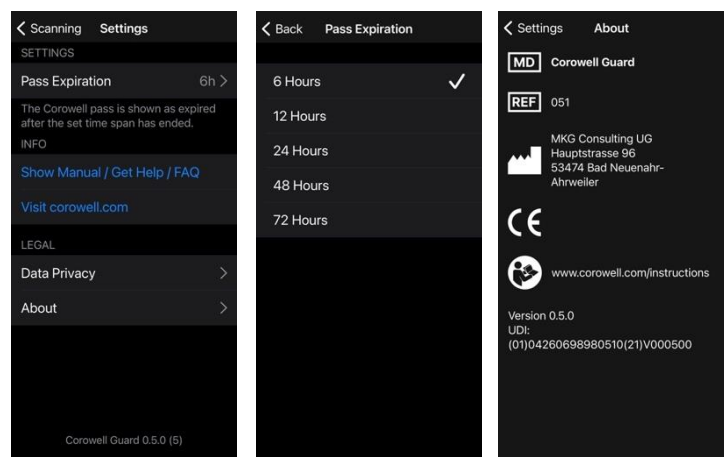 Scanning Settings
SETTINGS
Pass Expiration 6h
The Corowell pass is shown as expired
after the set time span has ended.
INFO
Show Manual / Get Help / FAQ
Visit corowell.com
LEGAL
Data Privacy
About
Corowell Guard 0.5.0 (5)
Back Pass Expiration
6 Hours
12 Hours
24 Hours
48 Hours
72 Hours
Settings About
MD Corowell Guard
REF 051
MKG Consulting UG
Hauptstrasse 96
53474 Bad Neuenahr-
Ahrweiler
CE
www.corowell.com/instructions
Version 0.5.0
UDI:
(01)04260698980510(21)V000500